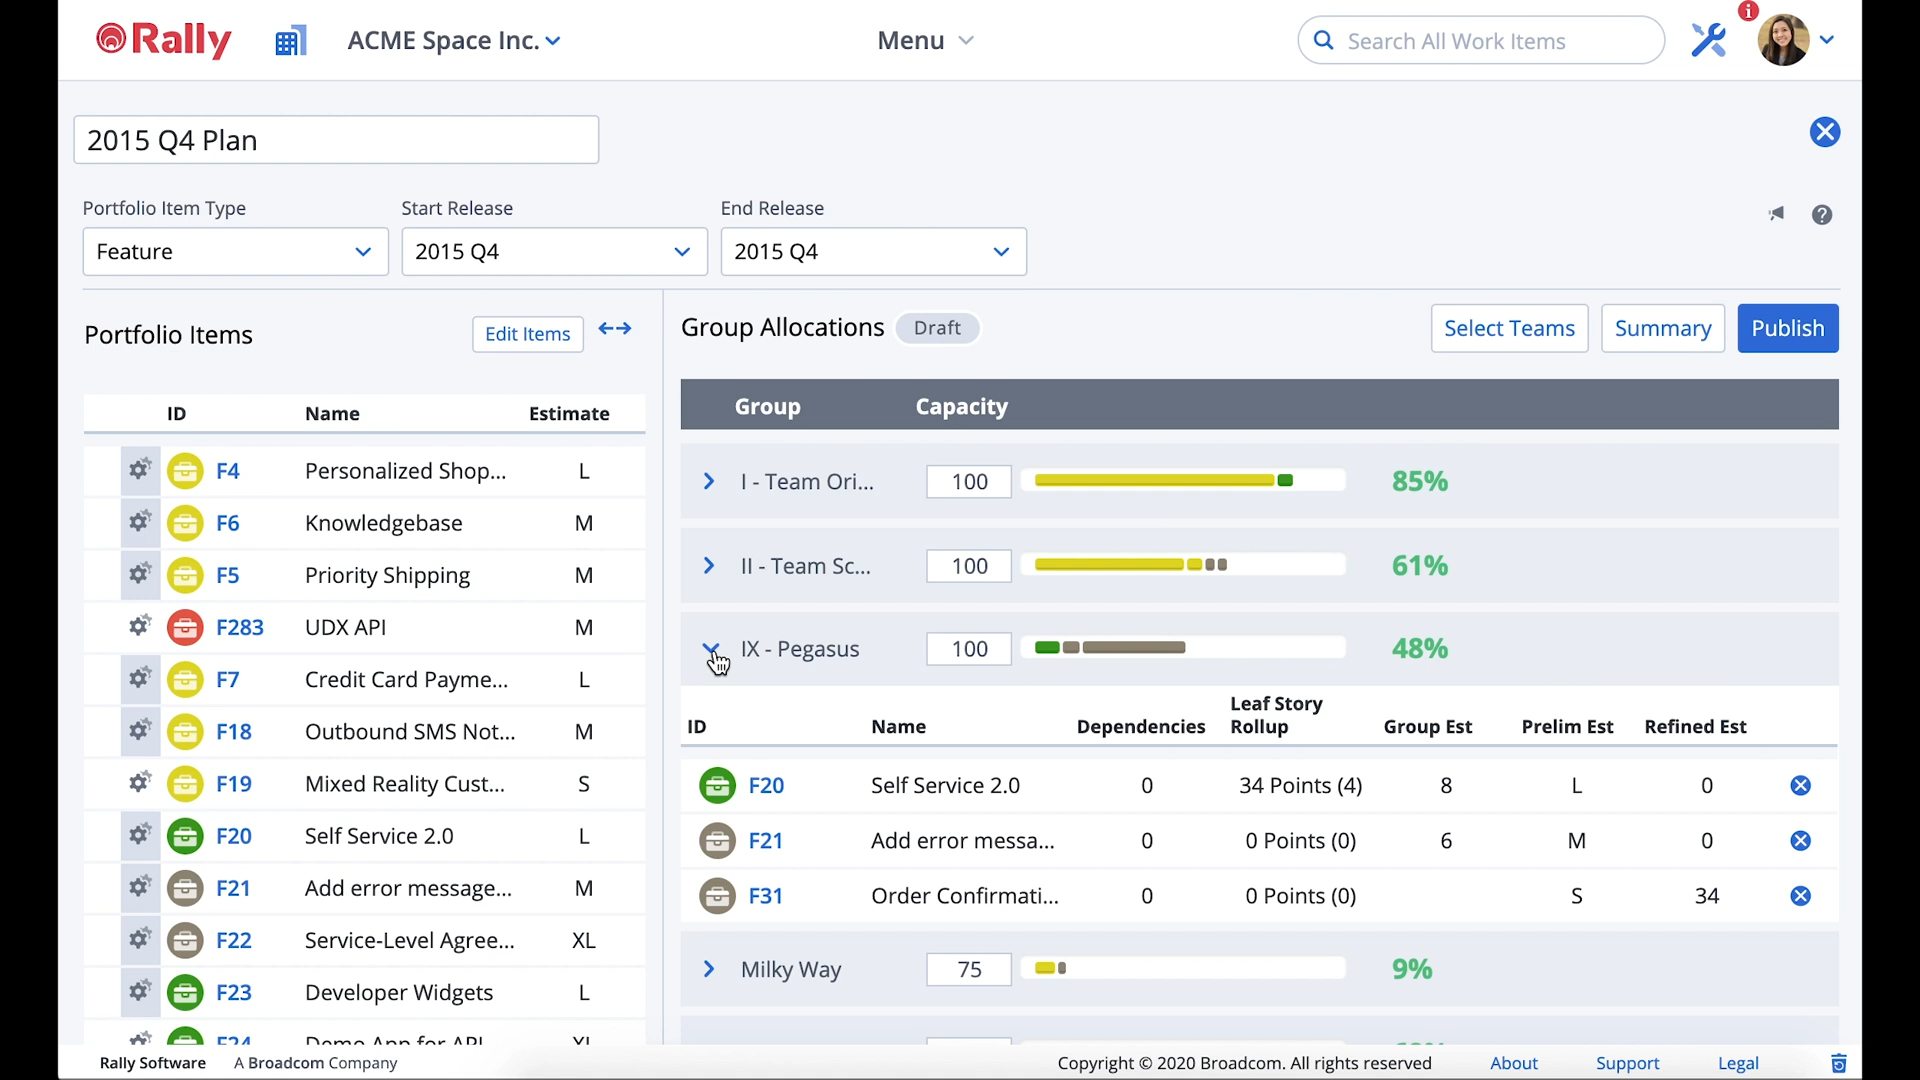 Rally
ACME Space Inc.
Menu
Search All Work Items
i
2015 Q4 Plan
Portfolio Item Type
Start Release
End Release
Feature
2015 Q4
2015 Q4
?
Portfolio Items
Edit Items
Group Allocations
Draft
Select Teams
Summary
Publish
ID Name Estimate
F4 Personalized Shop... L
F6 Knowledgebase M
F5 Priority Shipping M
F283 UDX API M
F7 Credit Card Payme... L
F18 Outbound SMS Not... M
F19 Mixed Reality Cust... S
F20 Self Service 2.0 L
F21 Add error message... M
F22 Service-Level Agree... XL
F23 Developer Widgets L
F24 Demo App for API XL
Group Capacity
I - Team Ori... 100 85%
II - Team Sc... 100 61%
IX - Pegasus 100 48%
ID Name Dependencies Leaf Story Rollup Group Est Prelim Est Refined Est
F20 Self Service 2.0 0 34 Points (4) 8 L 0
F21 Add error messa... 0 0 Points (0) 6 M 0
F31 Order Confirmati... 0 0 Points (0) S 34
Milky Way 75 9%
Rally Software A Broadcom Company
Copyright © 2020 Broadcom. All rights reserved
About
Support
Legal